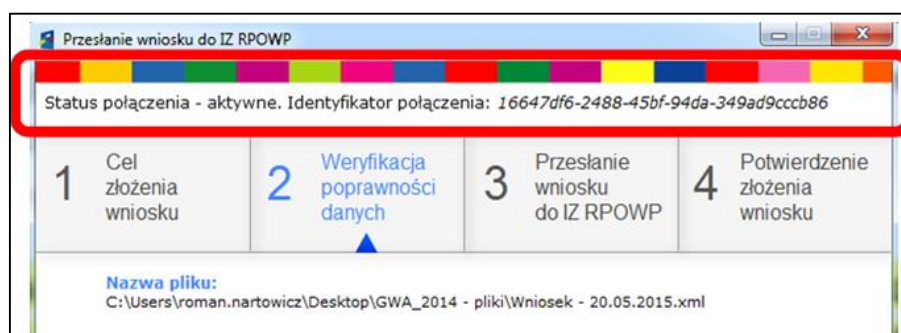 Przesłanie wniosku do IZ RPOWP
Status połączenia - aktywne. Identyfikator połączenia: 16647df6-2488-45bf-94da-349ad9cccb86
1 Cel
złożenia
wniosku
2 Weryfikacja
poprawności
danych
3 Przesłanie
wniosku
do IZ RPOWP
4 Potwierdzenie
złożenia
wniosku
Nazwa pliku:
C:\Users\roman.nartowicz\Desktop\GWA_2014 - pliki\Wniosek - 20.05.2015.xml